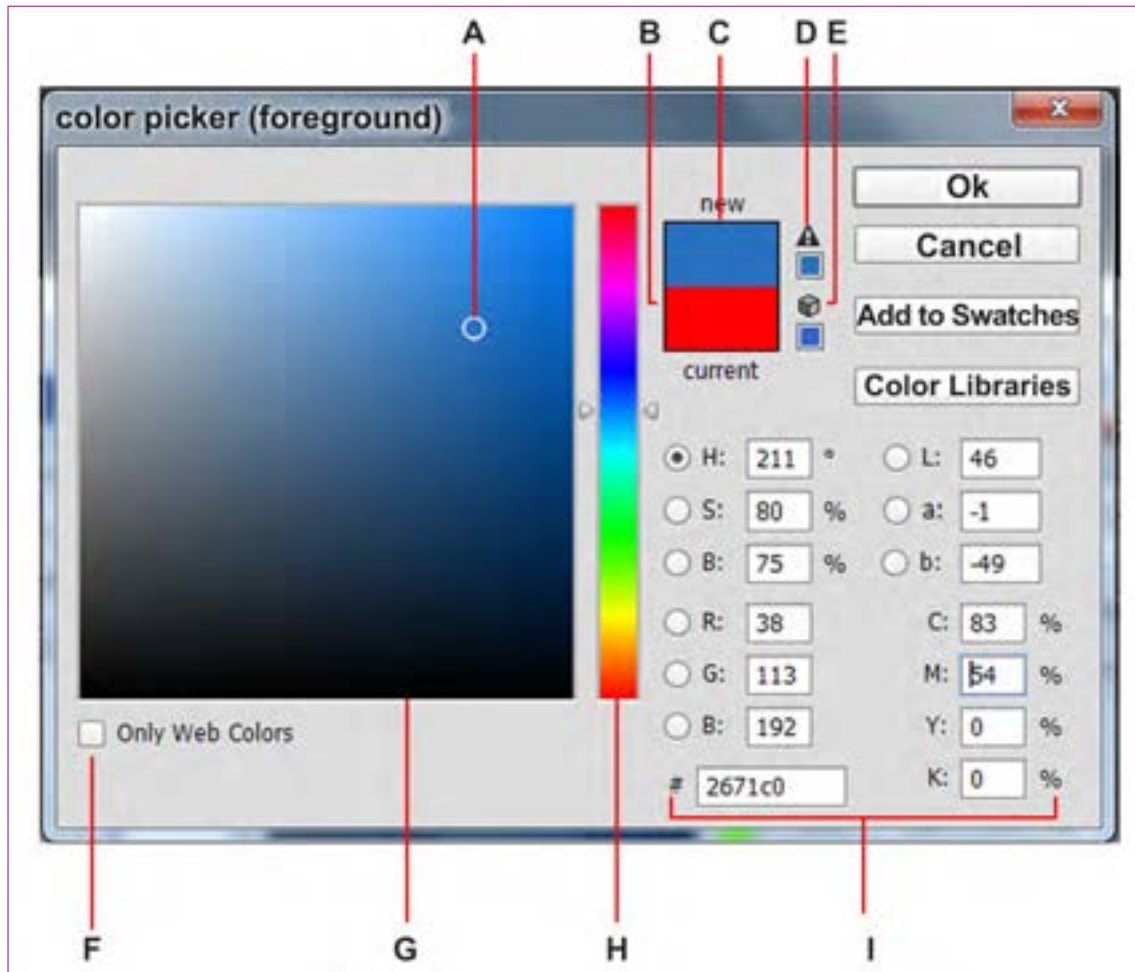 A B C D E
color picker (foreground)
new
current
Ok
Cancel
Add to Swatches
Color Libraries
H: 211 ° L: 46
S: 80 % a: -1
B: 75 % b: -49
R: 38 C: 83 %
G: 113 M: 54 %
B: 192 Y: 0 %
# 2671c0 K: 0 %
Only Web Colors
F G H I